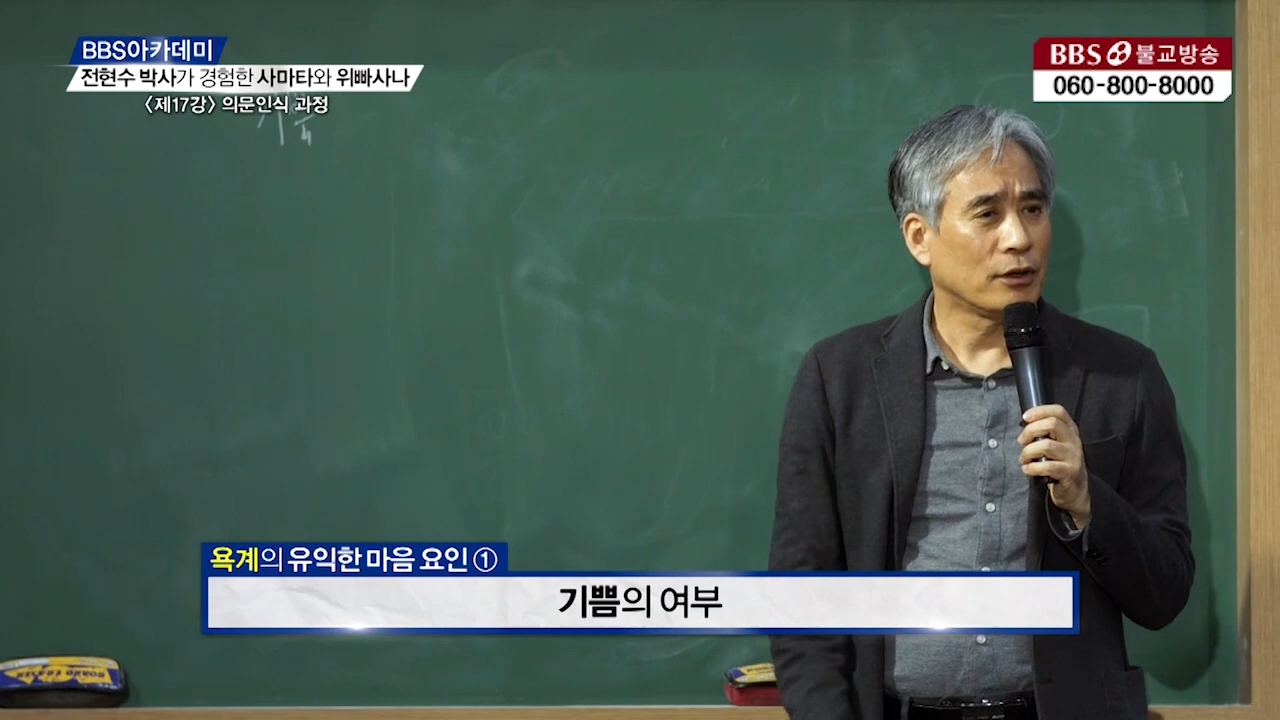 BBS아카데미
전현수 박사가 경험한 사마타와 위빠사나
〈제17강〉 의문인식 과정
BBS 불교방송
060-800-8000
욕계의 유익한 마음 요인 ①
기쁨의 여부
BOARD ERASER